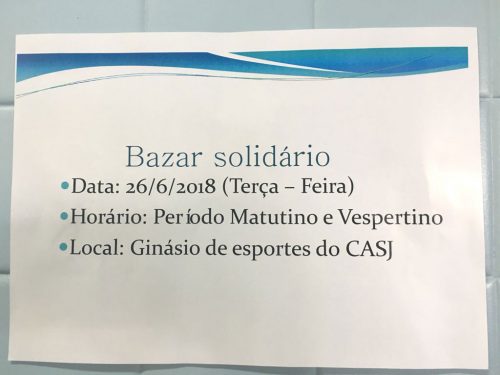 Bazar solidário
•Data: 26/6/2018 (Terça – Feira)
•Horário: Período Matutino e Vespertino
•Local: Ginásio de esportes do CASJ